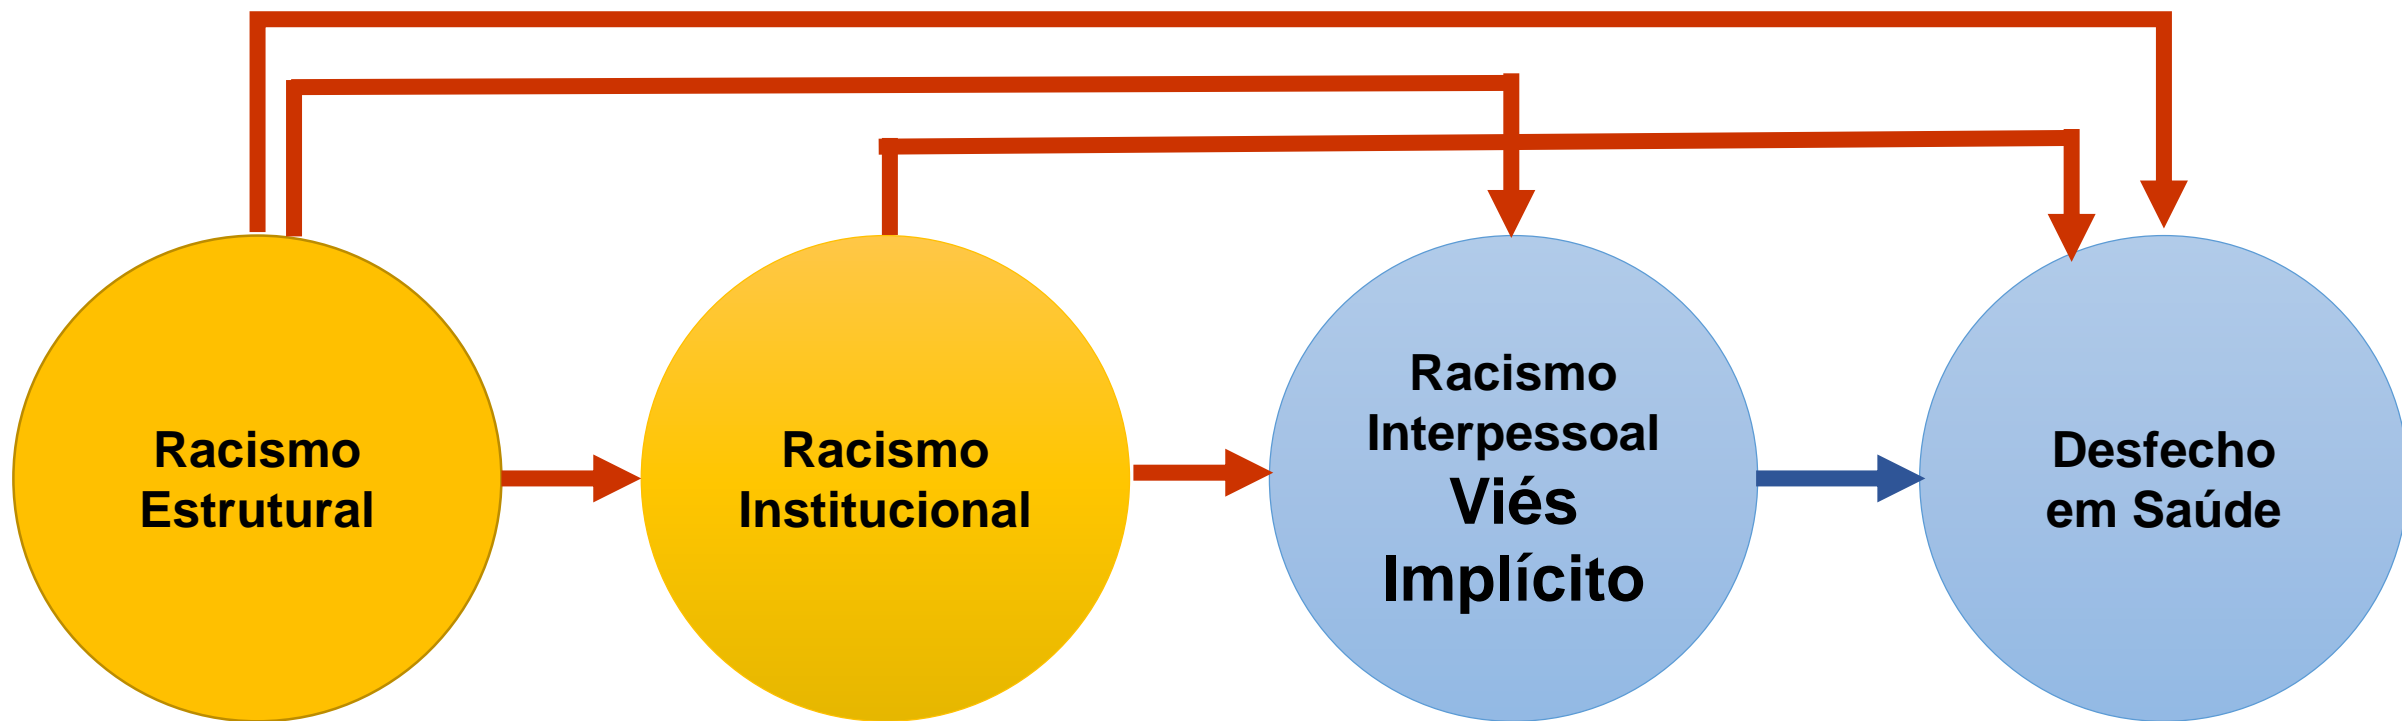 Racismo
Estrutural
Racismo
Institucional
Racismo
Interpessoal
Viés
Implícito
Desfecho
em Saúde